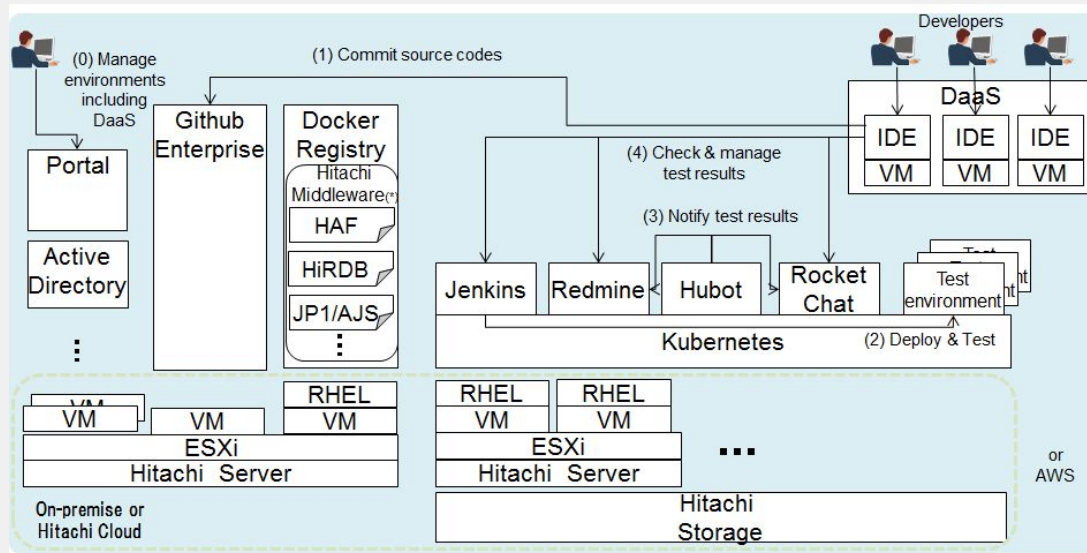 Developers
(0) Manage
environments
including
DaaS
(1) Commit source codes
DaaS
IDE
IDE
IDE
VM
VM
VM
Portal
Github
Enterprise
Docker
Registry
Hitachi
Middleware(*)
HAF
HiRDB
JP1/AJS
Active
Directory
(4) Check & manage
test results
(3) Notify test results
Jenkins
Redmine
Hubot
Rocket
Chat
Test
environment
Kubernetes
(2) Deploy & Test
VM
VM
VM
RHEL
VM
ESXi
Hitachi Server
RHEL
RHEL
VM
VM
ESXi
Hitachi Server
Hitachi
Storage
On-premise or
Hitachi Cloud
or
AWS